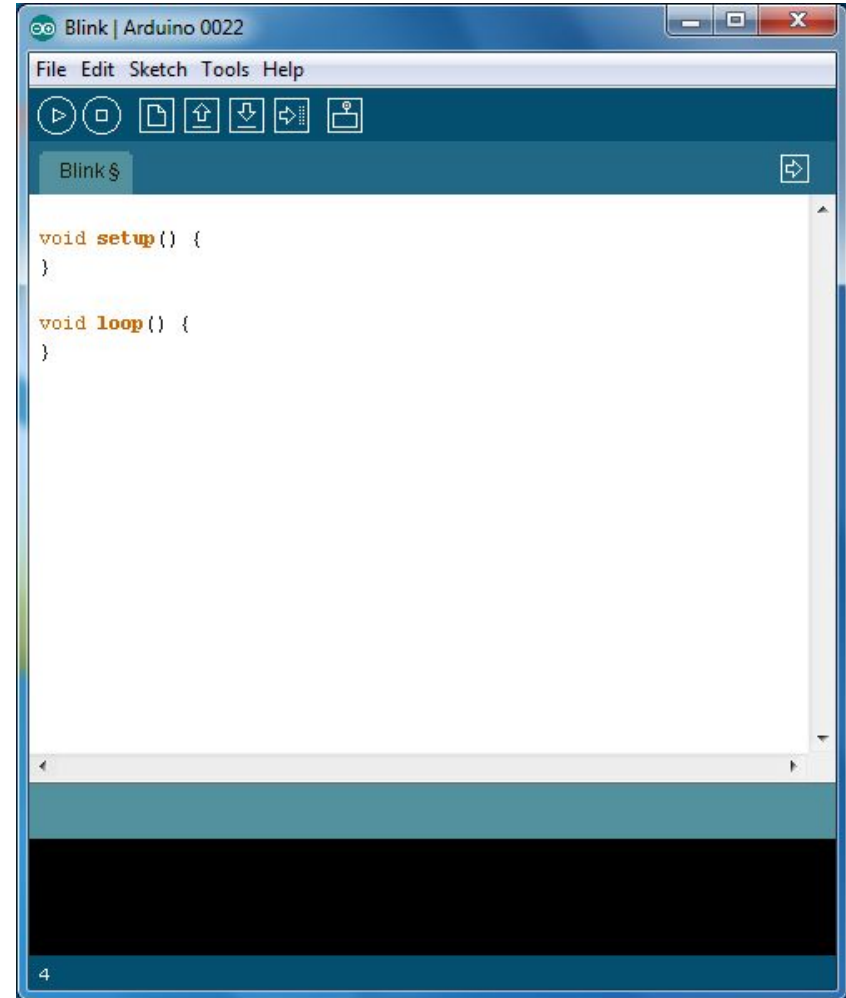 Blink | Arduino 0022
File Edit Sketch Tools Help
Blink §
void setup() {
}
void loop() {
}
4